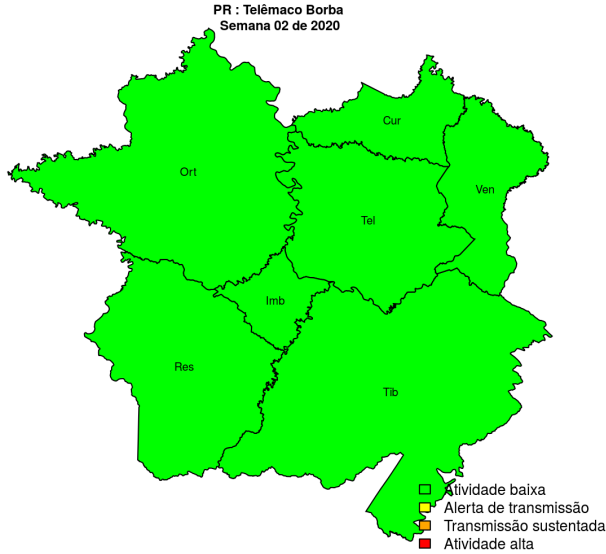 PR : Telêmaco Borba
Semana 02 de 2020
Cur
Ort
Ven
Tel
Imb
Res
Tib
Atividade baixa
Alerta de transmissão
Transmissão sustentada
Atividade alta